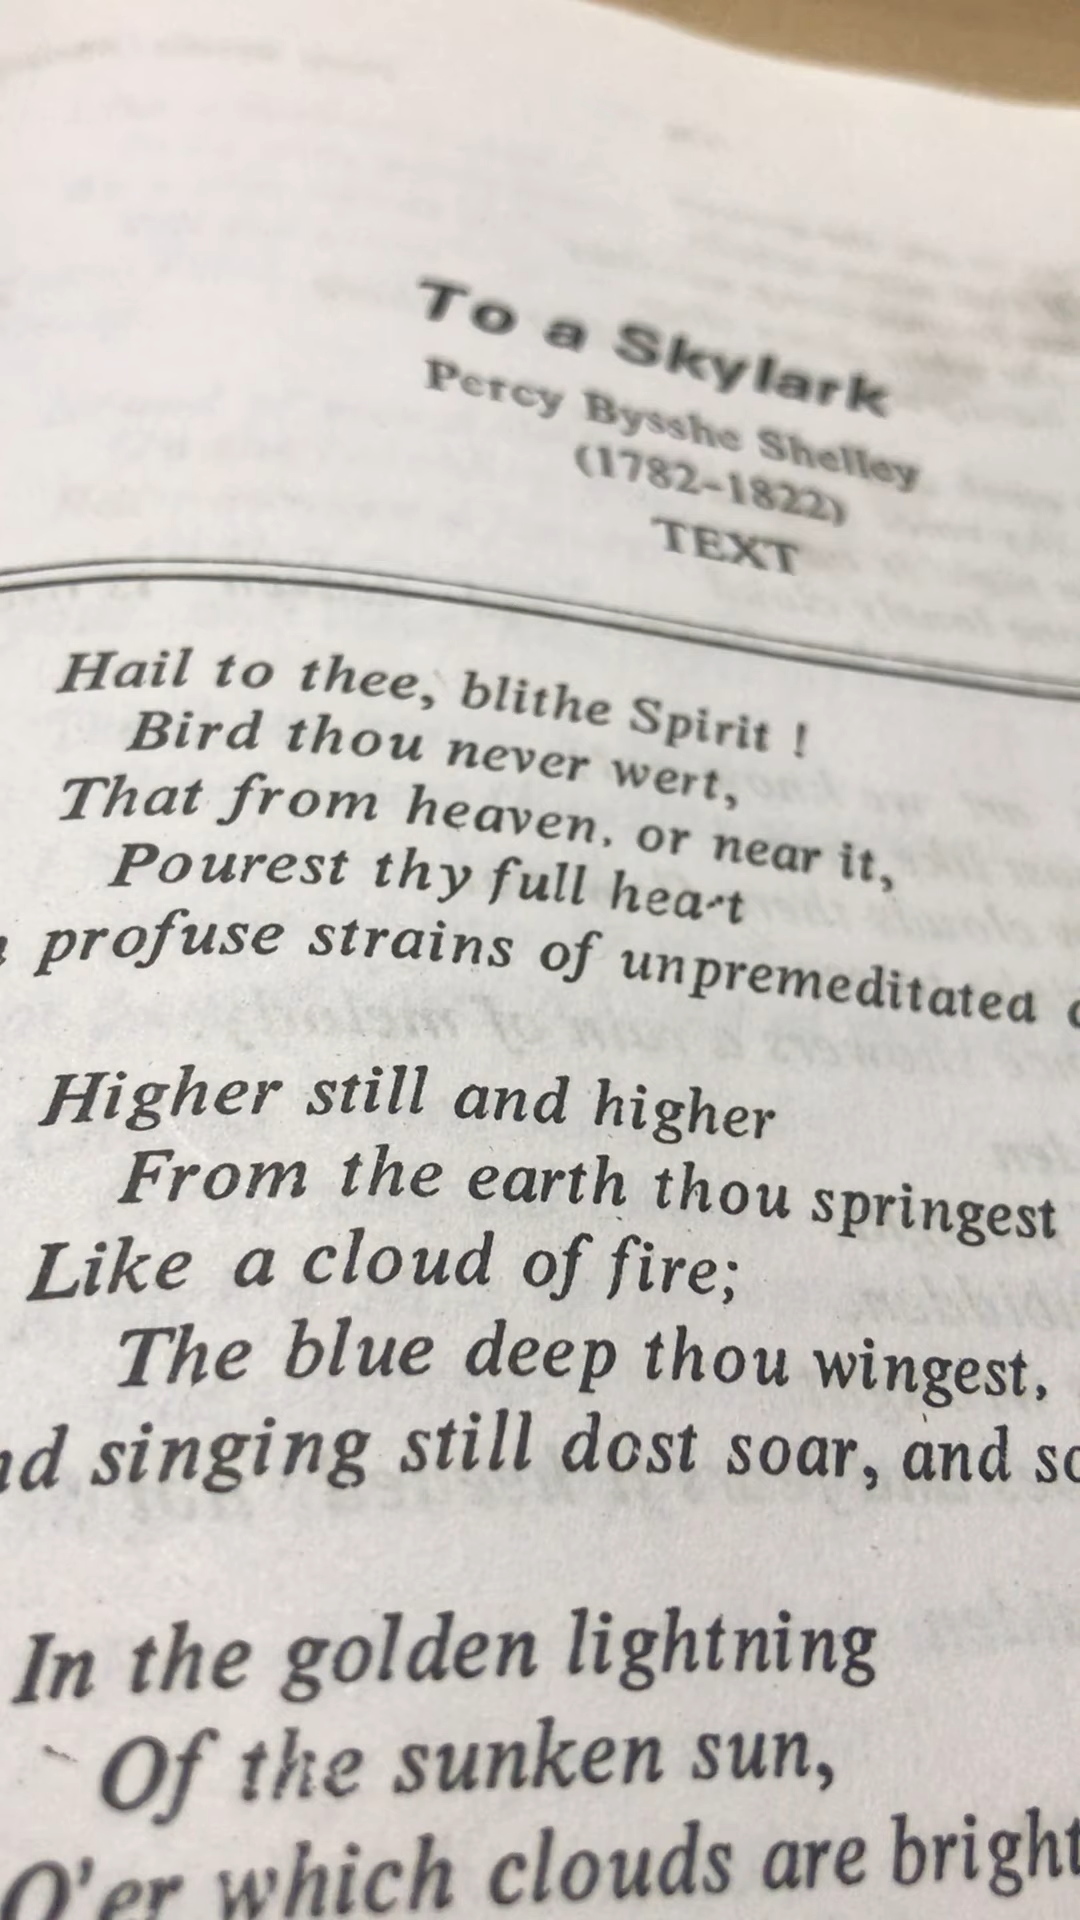 To a Skylark
Percy Bysshe Shelley
(1782-1822)
TEXT
Hail to thee, blithe Spirit !
Bird thou never wert,
That from heaven, or near it,
Pourest thy full heart
profuse strains of unpremeditated
Higher still and higher
From the earth thou springest
Like a cloud of fire;
The blue deep thou wingest,
nd singing still dost soar, and so
In the golden lightning
Of the sunken sun,
O'er which clouds are bright